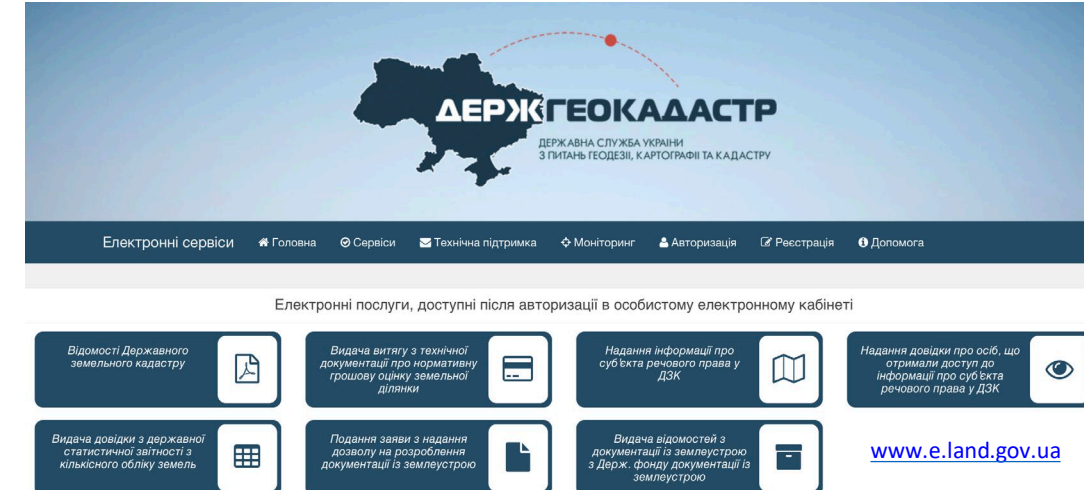 ДЕРЖГЕОКАДАСТР
ДЕРЖАВНА СЛУЖБА УКРАЇНИ
З ПИТАНЬ ГЕОДЕЗІЇ, КАРТОГРАФІЇ ТА КАДАСТРУ
Електронні сервіси Головна Сервіси Технічна підтримка Моніторинг Авторизація Реєстрація Допомога
Електронні послуги, доступні після авторизації в особистому електронному кабінеті
Відомості Державного
земельного кадастру
Видача витягу з технічної
документації про нормативну
грошову оцінку земельної
ділянки
Надання інформації про
суб'єкта речового права у
ДЗК
Надання довідки про осіб, що
отримали доступ до
інформації про суб'єкта
речового права у ДЗК
Видача довідки з державної
статистичної звітності з
кількісного обліку земель
Подання заяви з надання
дозволу на розроблення
документації із землеустрою
Видача відомостей з
документації із землеустрою
з Держ. фонду документації із
землеустрою
www.e.land.gov.ua